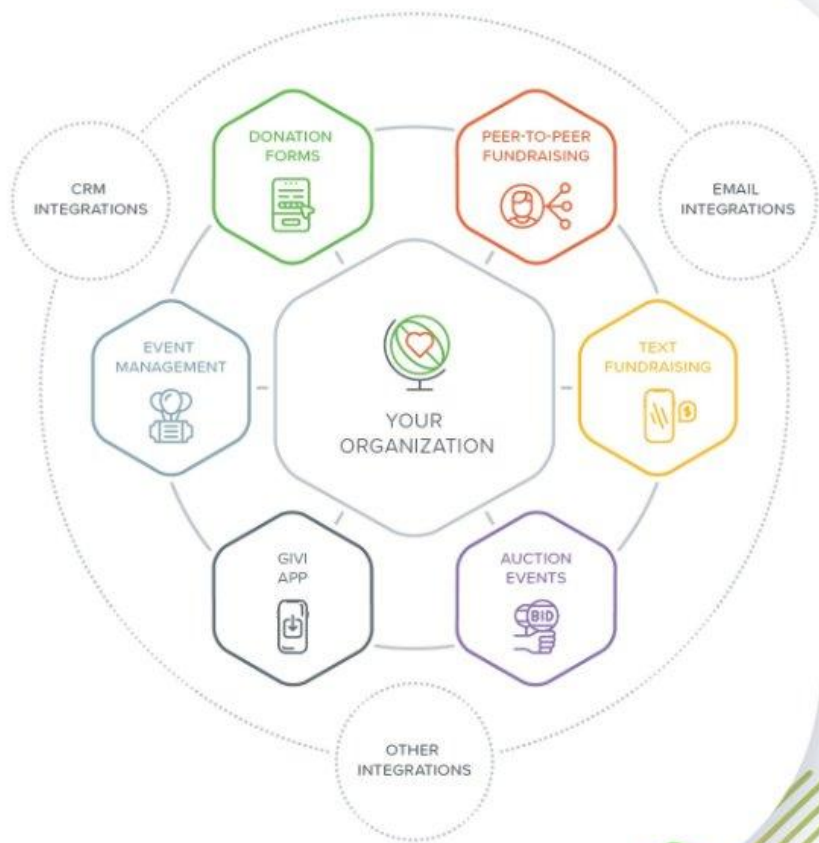 DONATION
FORMS
PEER-TO-PEER
FUNDRAISING
CRM
INTEGRATIONS
EMAIL
INTEGRATIONS
EVENT
MANAGEMENT
TEXT
FUNDRAISING
YOUR
ORGANIZATION
GIVI
APP
AUCTION
EVENTS
BID
OTHER
INTEGRATIONS